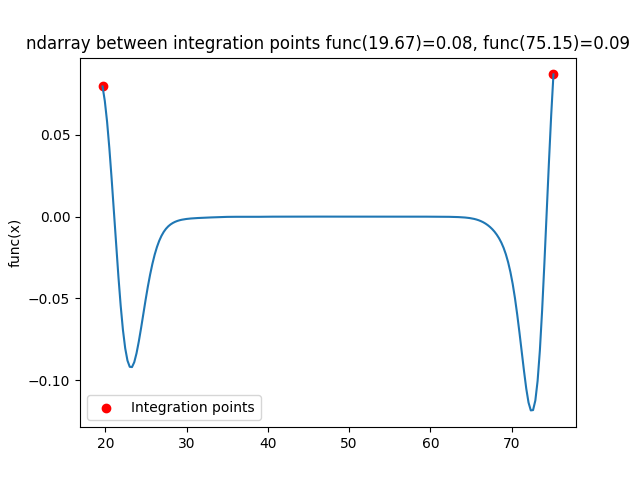 ndarray between integration points func(19.67)=0.08, func(75.15)=0.09
func(x)
0.05
0.00
−0.05
−0.10
Integration points
20 30 40 50 60 70